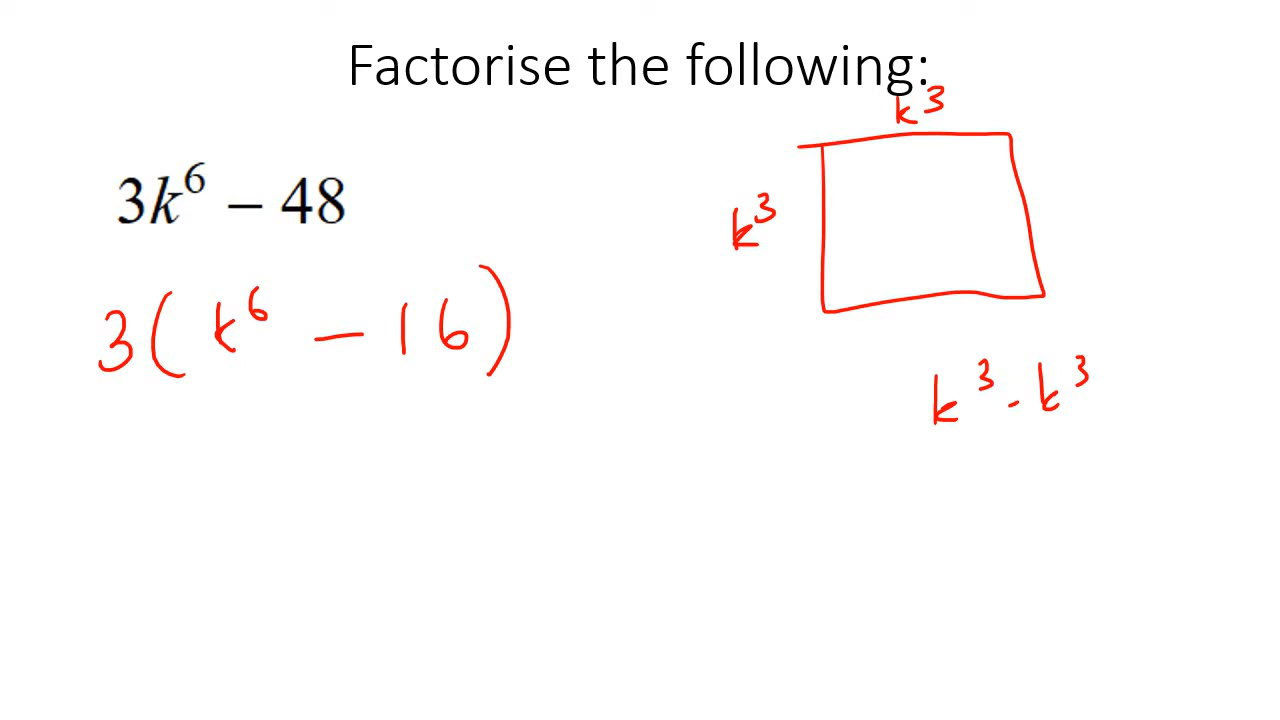 Factorise the following:
k³
3k⁶ – 48
k³
3(k⁶ – 16)
k³ . k³